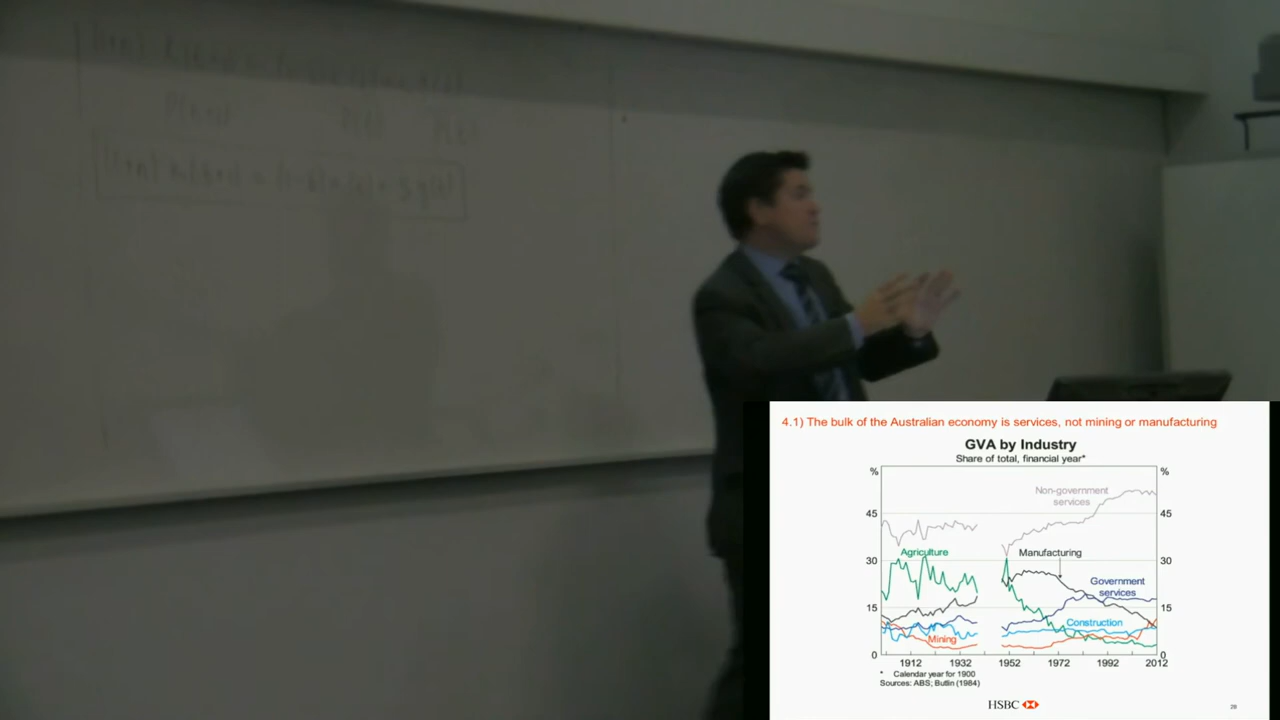 4.1) The bulk of the Australian economy is services, not mining or manufacturing
GVA by Industry
Share of total, financial year*
% %
Non-government
services
45 45
Agriculture Manufacturing
30 30
Government
services
15 15
Construction
Mining
0 0
1912 1932 1952 1972 1992 2012
* Calendar year for 1900
Sources: ABS; Butlin (1984)
HSBC
28